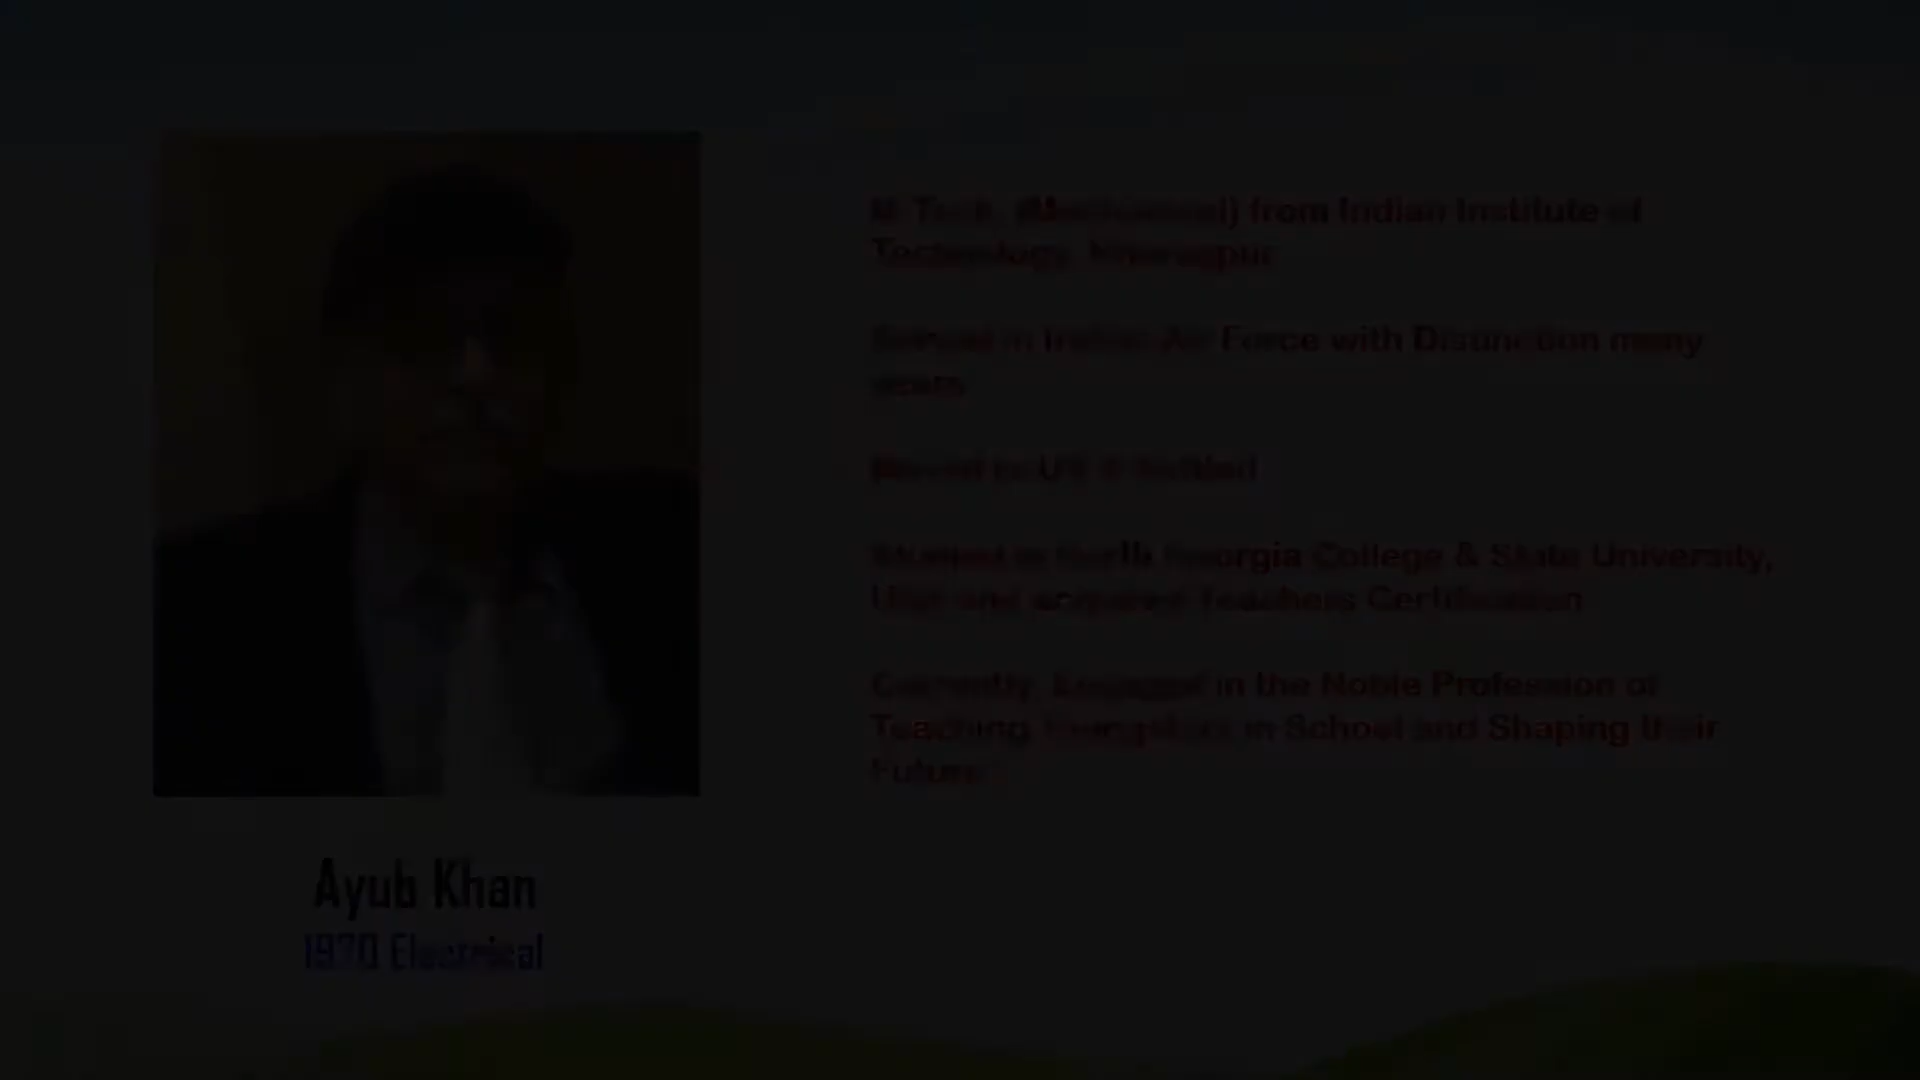 M Tech. (Mechanical) from Indian Institute of
Technology, Kharagpur
Served in Indian Air Force with Distinction many
years
Moved to US & Settled
Studied in North Georgia College & State University,
USA and acquired Teachers Certification
Currently, Engaged in the Noble Profession of
Teaching Youngsters in School and Shaping their
Future
Ayub Khan
1970 Electrical